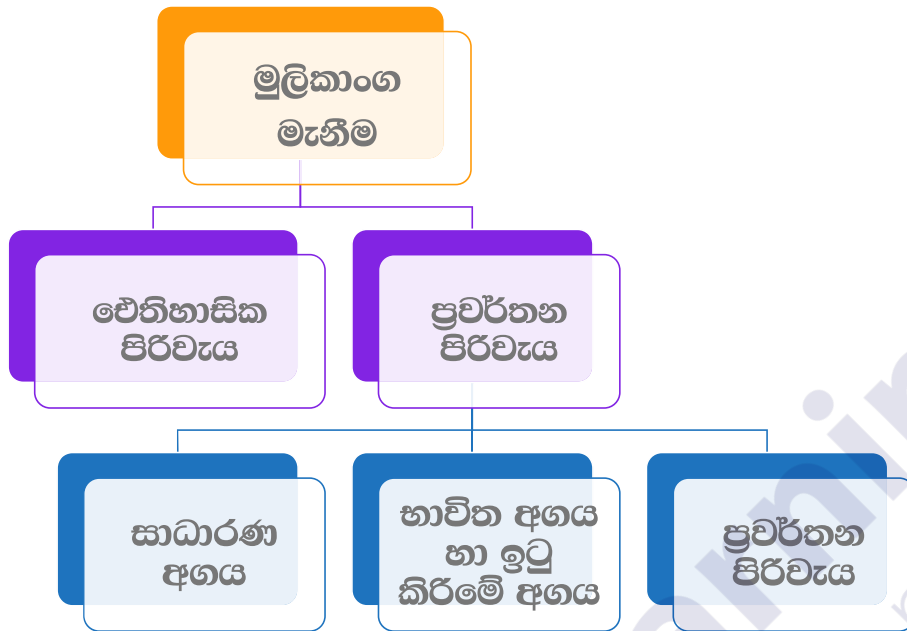 මුලිකාංග
මැනීම
ඓතිහාසික
පිරිවැය
ප්‍රවර්තන
පිරිවැය
සාධාරණ
අගය
භාවිත අගය
හා ඉටු
කිරිමේ අගය
ප්‍රවර්තන
පිරිවැය